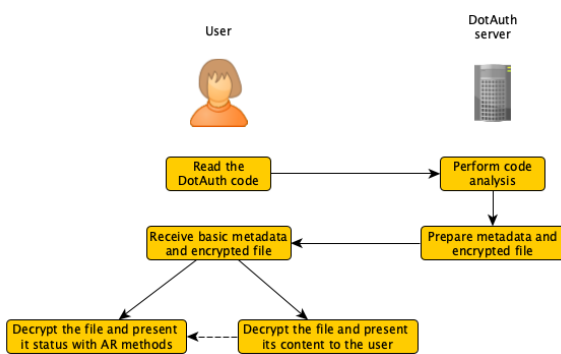 User
DotAuth
server
Read the
DotAuth code
Perform code
analysis
Receive basic metadata
and encrypted file
Prepare metadata and
encrypted file
Decrypt the file and present
it status with AR methods
Decrypt the file and present
its content to the user